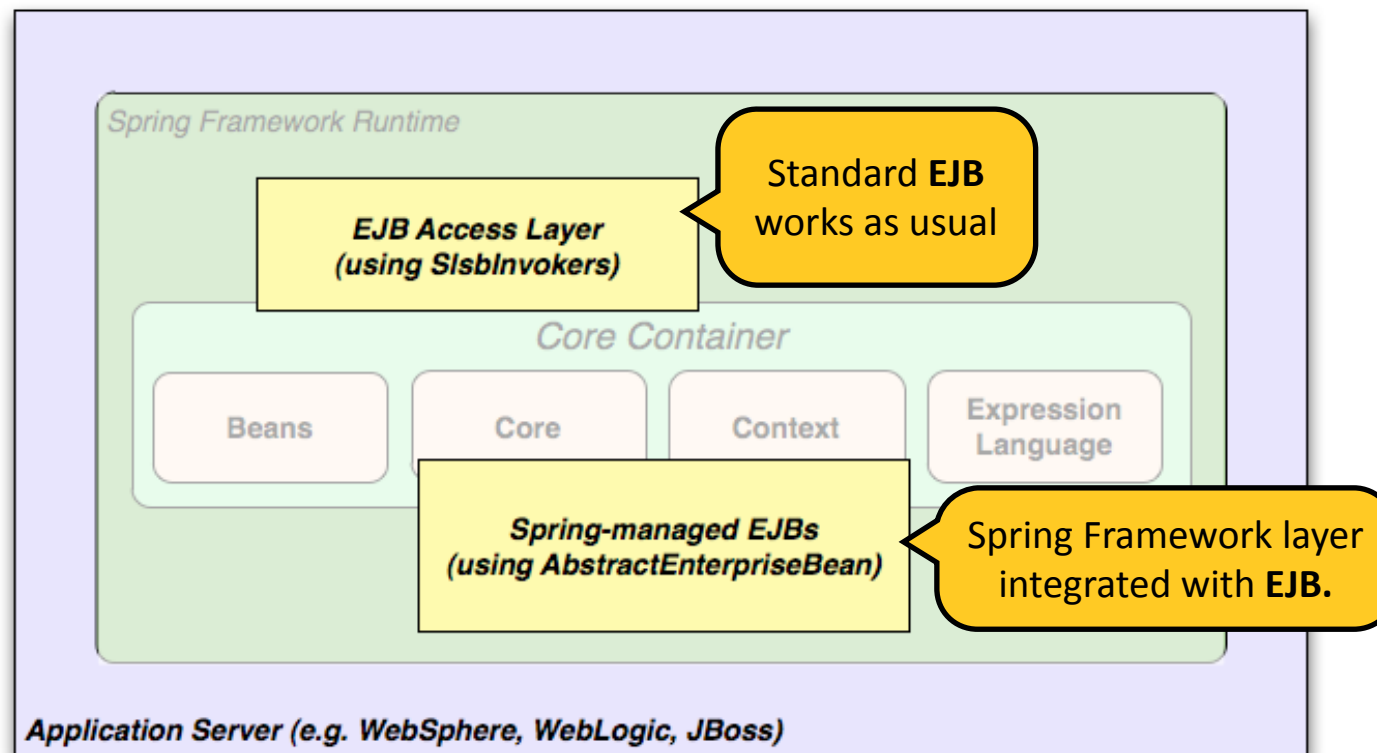 Spring Framework Runtime
Standard EJB
works as usual
EJB Access Layer
(using SlsbInvokers)
Core Container
Beans
Core
Context
Expression
Language
Spring-managed EJBs
(using AbstractEnterpriseBean)
Spring Framework layer
integrated with EJB.
Application Server (e.g. WebSphere, WebLogic, JBoss)